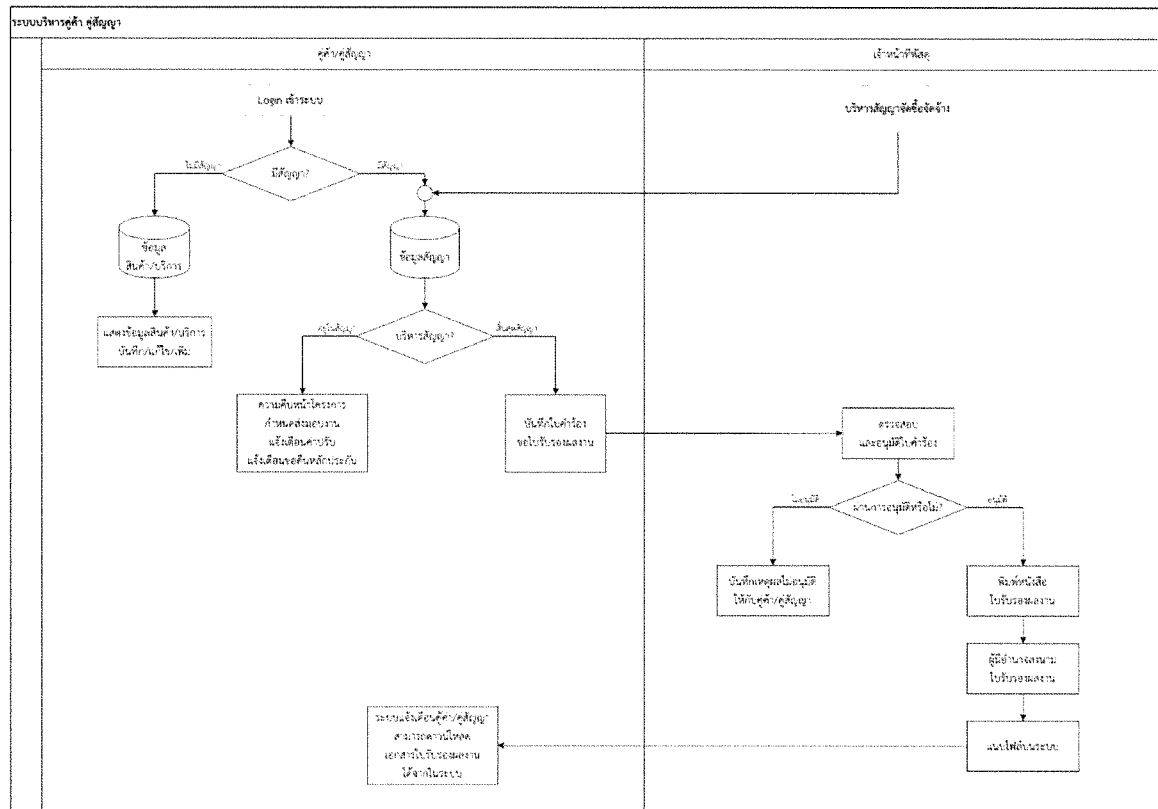 ระบบบริหารคู่ค้า คู่สัญญา
คู่ค้า/คู่สัญญา
เจ้าหน้าที่พัสดุ
Login เข้าระบบ
บริหารสัญญาจัดซื้อจัดจ้าง
ไม่มีสัญญา
มีสัญญา?
มีสัญญา
ข้อมูล
สินค้า/บริการ
ข้อมูลสัญญา
แสดงข้อมูลสินค้า/บริการ
บันทึก/แก้ไข/เพิ่ม
อยู่ในสัญญา
บริหารสัญญา?
สิ้นสุดสัญญา
ความคืบหน้าโครงการ
กำหนดส่งมอบงาน
แจ้งเตือนค่าปรับ
แจ้งเตือนขอคืนหลักประกัน
บันทึกใบคำร้อง
ขอใบรับรองผลงาน
ตรวจสอบ
และอนุมัติใบคำร้อง
ไม่อนุมัติ
ผ่านการอนุมัติหรือไม่?
อนุมัติ
บันทึกเหตุผลไม่อนุมัติ
ให้กับคู่ค้า/คู่สัญญา
พิมพ์หนังสือ
ใบรับรองผลงาน
ผู้มีอำนาจลงนาม
ใบรับรองผลงาน
ระบบแจ้งเตือนคู่ค้า/คู่สัญญา
สามารถดาวน์โหลด
เอกสารใบรับรองผลงาน
ได้จากในระบบ
แนบไฟล์บนระบบ